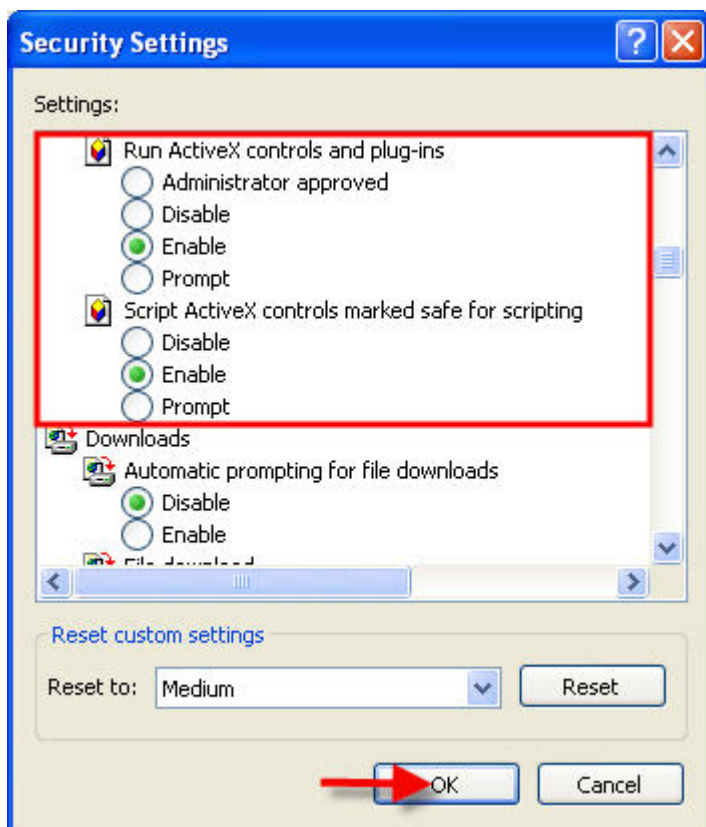 Security Settings
Settings:
Run ActiveX controls and plug-ins
Administrator approved
Disable
Enable
Prompt
Script ActiveX controls marked safe for scripting
Disable
Enable
Prompt
Downloads
Automatic prompting for file downloads
Disable
Enable
File download
Reset custom settings
Reset to: Medium Reset
OK Cancel